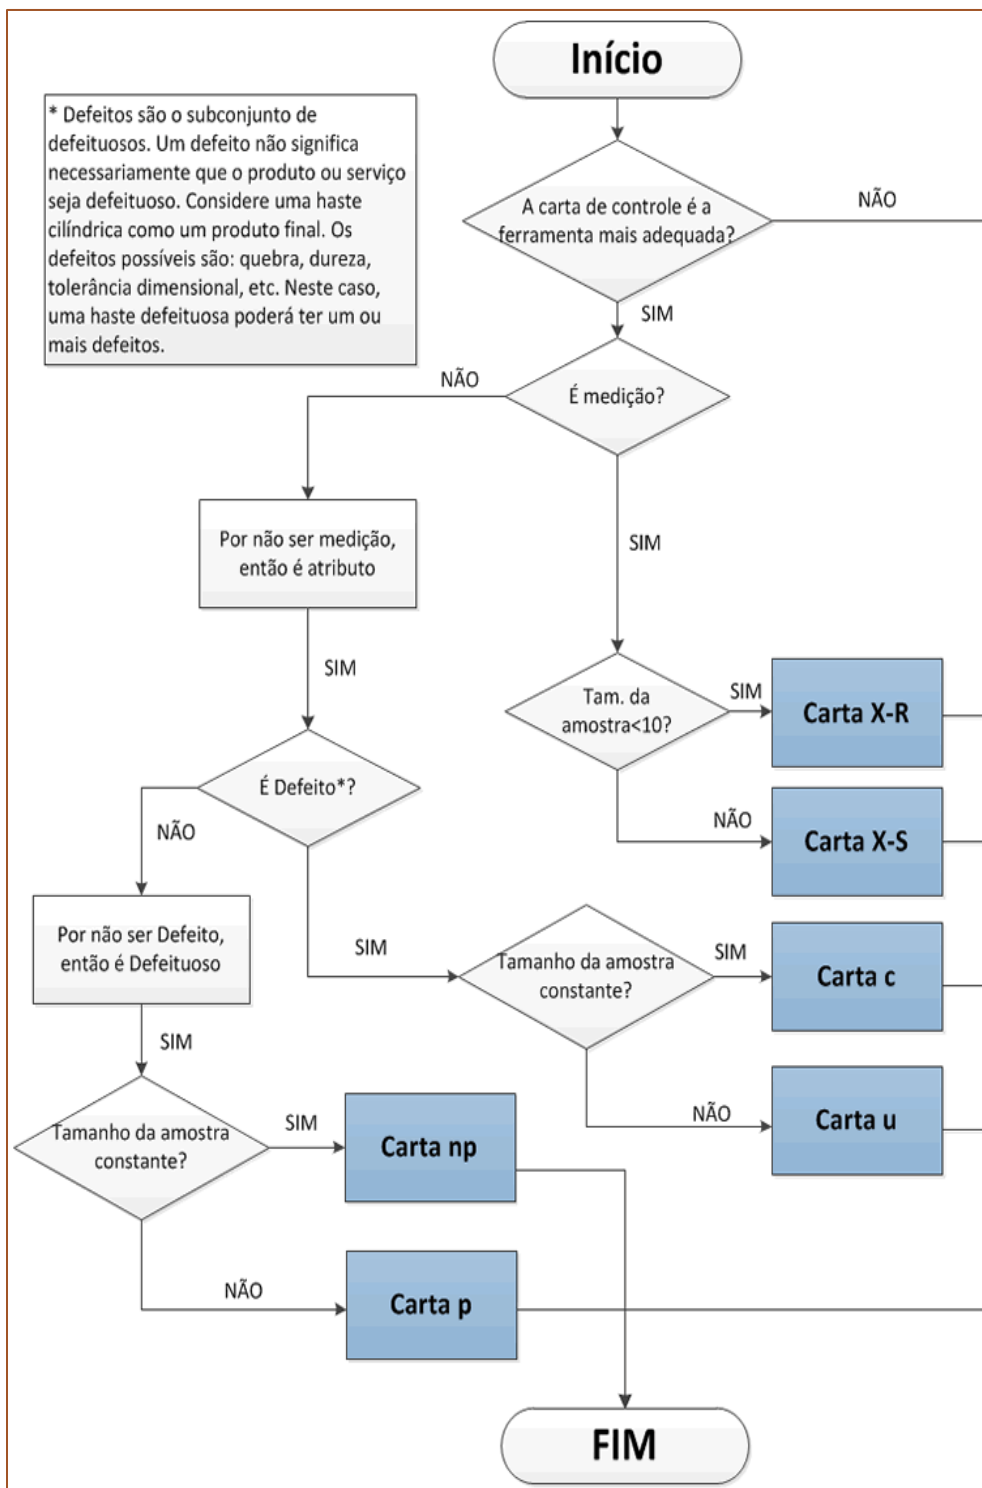 Início
* Defeitos são o subconjunto de
defeituosos. Um defeito não significa
necessariamente que o produto ou serviço
seja defeituoso. Considere uma haste
cilíndrica como um produto final. Os
defeitos possíveis são: quebra, dureza,
tolerância dimensional, etc. Neste caso,
uma haste defeituosa poderá ter um ou
mais defeitos.
A carta de controle é a
ferramenta mais adequada?
NÃO
SIM
É medição?
NÃO
Por não ser medição,
então é atributo
SIM
SIM
Tam. da
amostra<10?
SIM
Carta X-R
NÃO
Carta X-S
É Defeito*?
NÃO
Por não ser Defeito,
então é Defeituoso
SIM
Tamanho da amostra
constante?
SIM
Carta c
NÃO
Carta u
SIM
Tamanho da amostra
constante?
SIM
Carta np
NÃO
Carta p
FIM